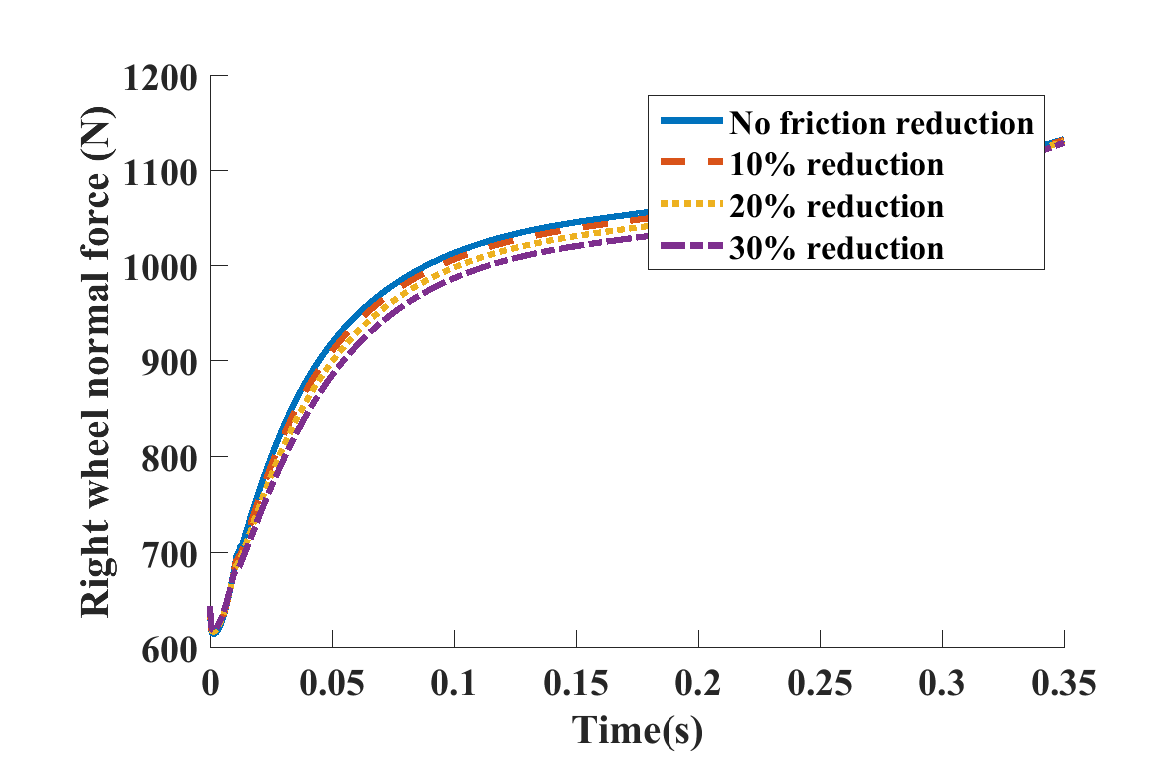 Right wheel normal force (N)
1200
1100
1000
900
800
700
600
No friction reduction
10% reduction
20% reduction
30% reduction
0 0.05 0.1 0.15 0.2 0.25 0.3 0.35
Time(s)